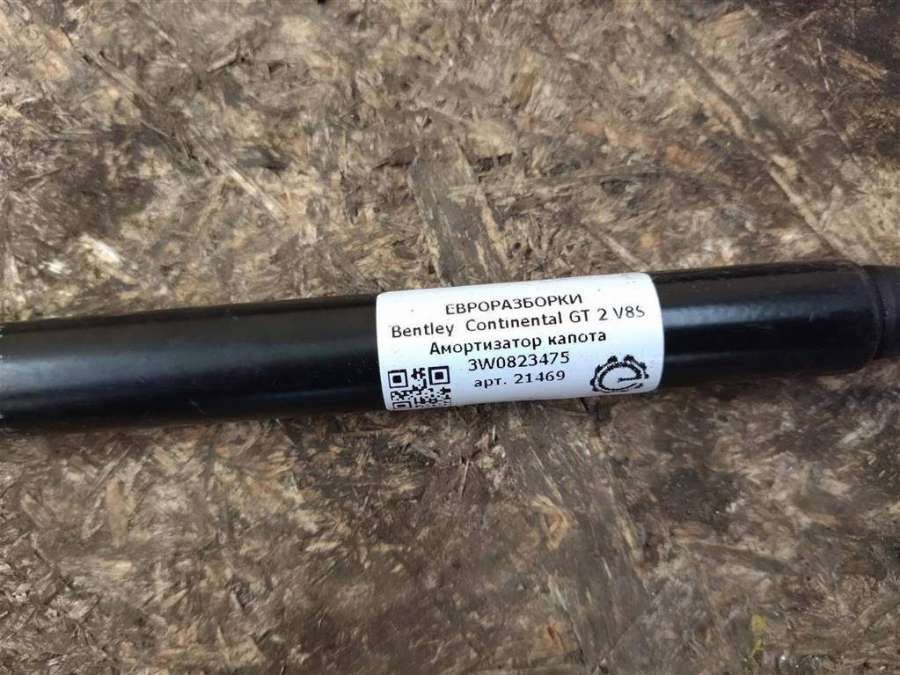 ЕВРОРАЗБОРКИ
Bentley Continental GT 2 V8S
Амортизатор капота
3W0823475
арт. 21469